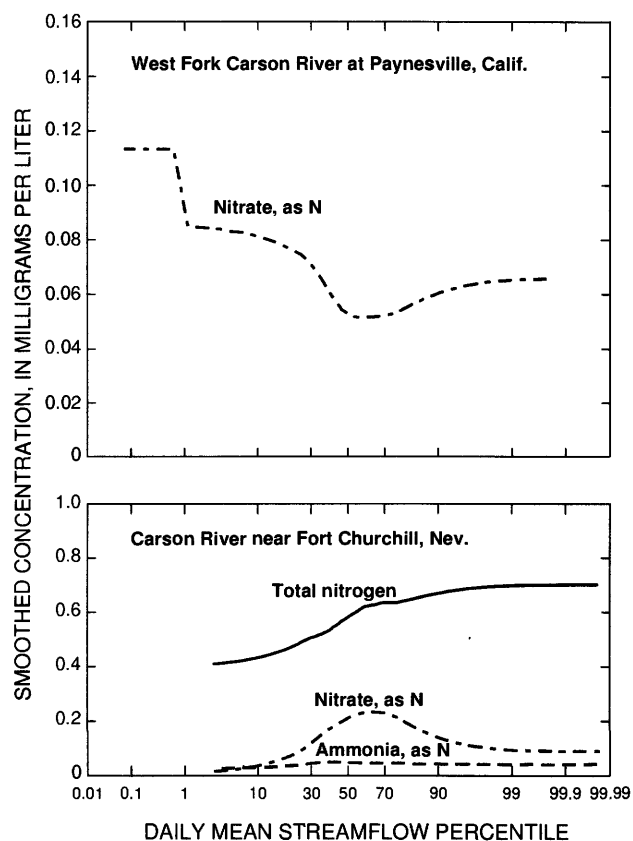 SMOOTHED CONCENTRATION, IN MILLIGRAMS PER LITER
0.16
0.14
0.12
0.10
0.08
0.06
0.04
0.02
0
West Fork Carson River at Paynesville, Calif.
Nitrate, as N
1.0
0.8
0.6
0.4
0.2
0
Carson River near Fort Churchill, Nev.
Total nitrogen
Nitrate, as N
Ammonia, as N
0.01 0.1 1 10 30 50 70 90 99 99.9 99.99
DAILY MEAN STREAMFLOW PERCENTILE